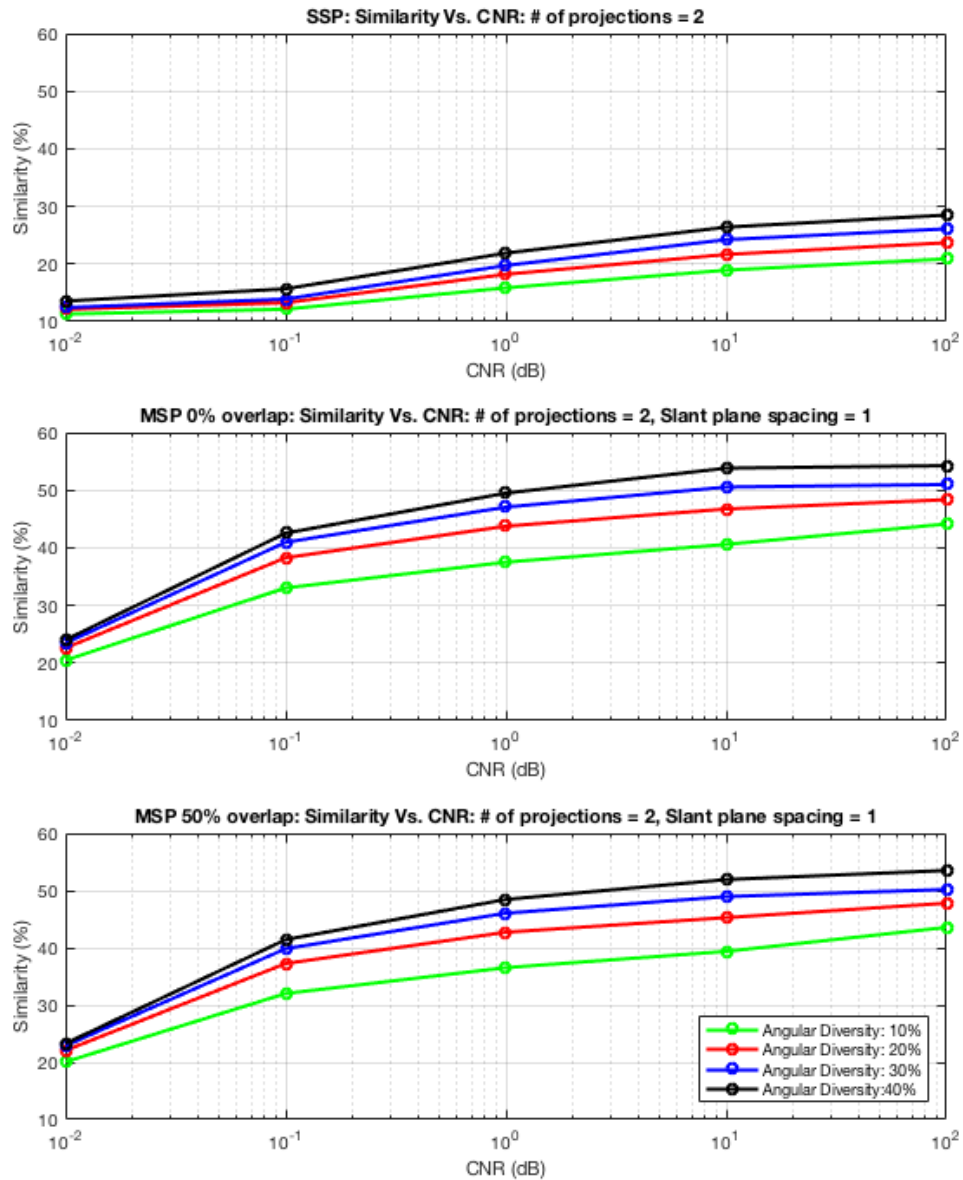 SSP: Similarity Vs. CNR: # of projections = 2
60
50
40
30
20
10
Similarity (%)
10^-2 10^-1 10^0 10^1 10^2
CNR (dB)
MSP 0% overlap: Similarity Vs. CNR: # of projections = 2, Slant plane spacing = 1
60
50
40
30
20
10
Similarity (%)
10^-2 10^-1 10^0 10^1 10^2
CNR (dB)
MSP 50% overlap: Similarity Vs. CNR: # of projections = 2, Slant plane spacing = 1
60
50
40
30
20
10
Similarity (%)
Angular Diversity: 10%
Angular Diversity: 20%
Angular Diversity: 30%
Angular Diversity:40%
10^-2 10^-1 10^0 10^1 10^2
CNR (dB)